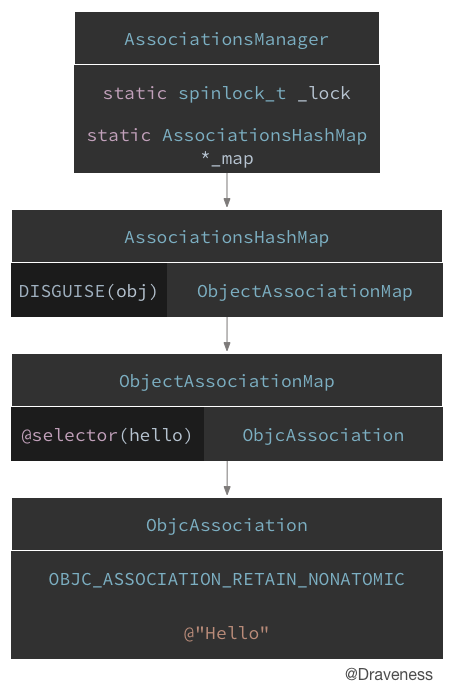 AssociationsManager
static spinlock_t _lock
static AssociationsHashMap
*_map
AssociationsHashMap
DISGUISE(obj) ObjectAssociationMap
ObjectAssociationMap
@selector(hello) ObjcAssociation
ObjcAssociation
OBJC_ASSOCIATION_RETAIN_NONATOMIC
@"Hello"
@Draveness